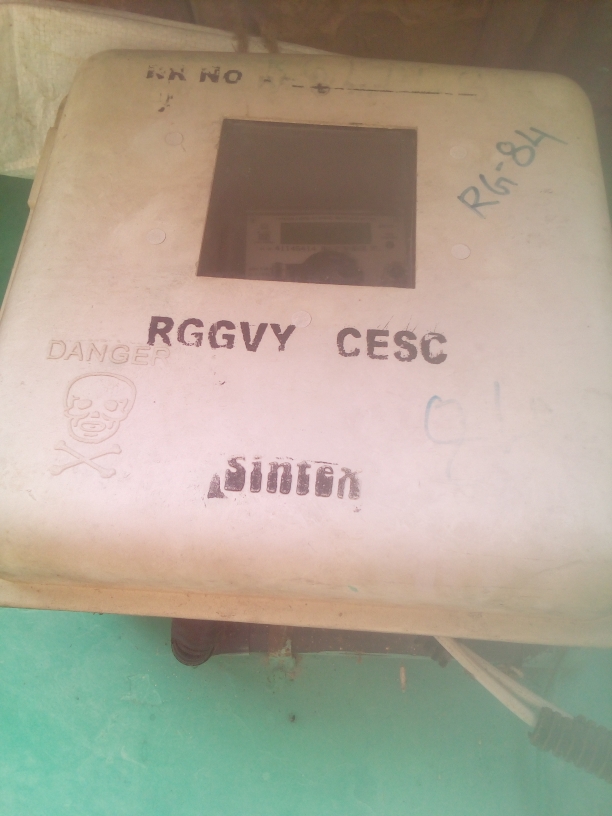 RR NO
RG-84
RGGVY CESC
DANGER
Sintex